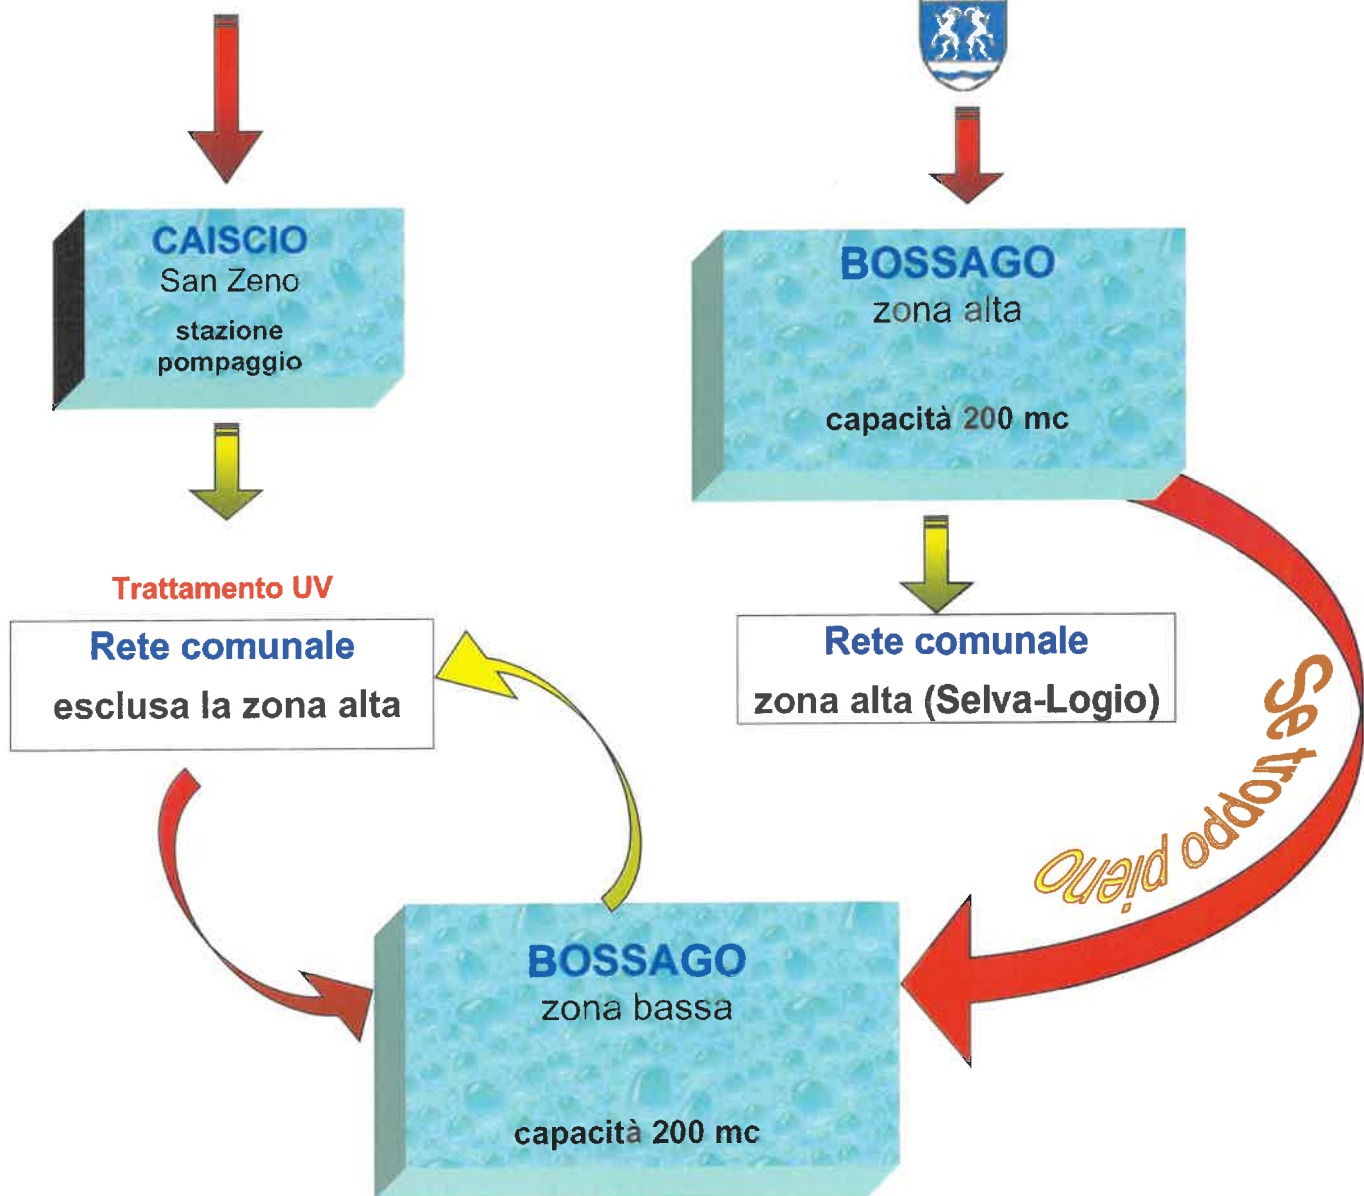 CAISCIO
San Zeno
stazione
pompaggio
BOSSAGO
zona alta
capacità 200 mc
Trattamento UV
Rete comunale
esclusa la zona alta
Rete comunale
zona alta (Selva-Logio)
Se troppo pieno
BOSSAGO
zona bassa
capacità 200 mc